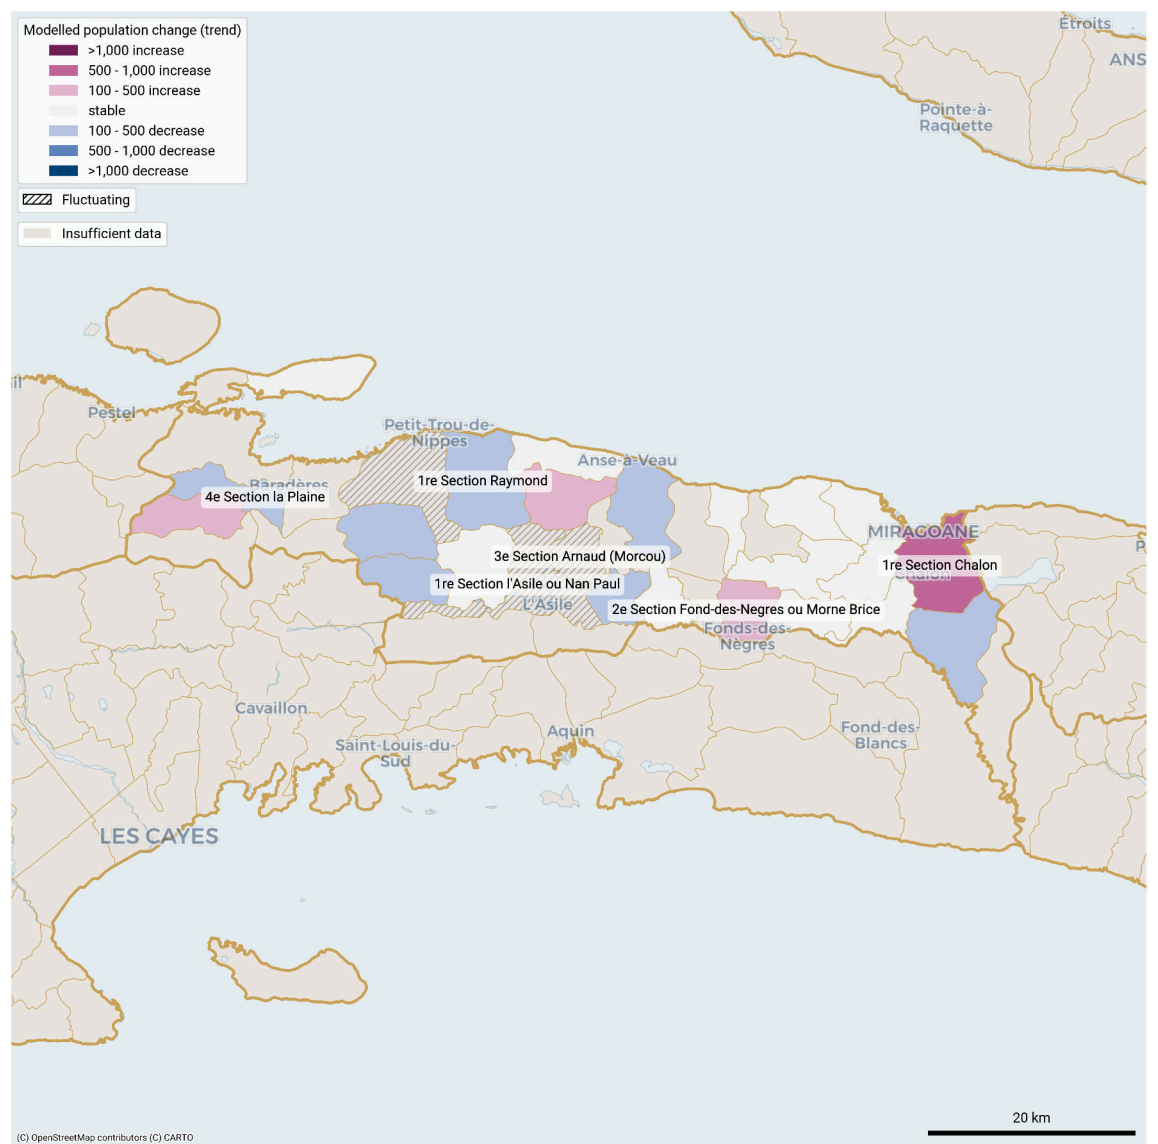 Modelled population change (trend)
>1,000 increase
500 - 1,000 increase
100 - 500 increase
stable
100 - 500 decrease
500 - 1,000 decrease
>1,000 decrease
Fluctuating
Insufficient data
Étroits
ANS
Pointe-à-
Raquette
il
Pestel
Petit-Trou-de-
Nippes
Anse-à-Veau
1re Section Raymond
Baradères
4e Section la Plaine
MIRAGOANE
P
3e Section Arnaud (Morcou)
1re Section Chalon
Chalon
1re Section l'Asile ou Nan Paul
L'Asile
2e Section Fond-des-Negres ou Morne Brice
Fonds-des-
Nègres
Cavaillon
Aquin
Fond-des-
Blancs
Saint-Louis-du-
Sud
LES CAYES
20 km
(C) OpenStreetMap contributors (C) CARTO